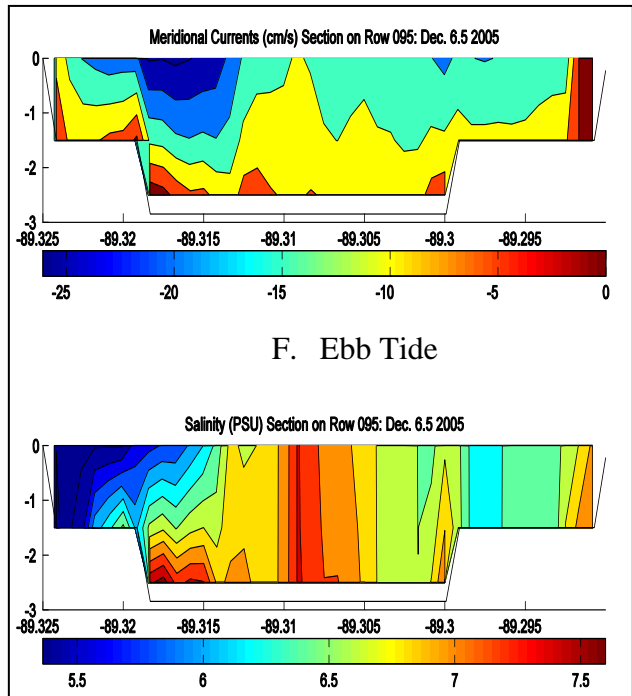 Meridional Currents (cm/s) Section on Row 095: Dec. 6.5 2005
0
-1
-2
-3
-89.325 -89.32 -89.315 -89.31 -89.305 -89.3 -89.295
-25 -20 -15 -10 -5 0
F. Ebb Tide
Salinity (PSU) Section on Row 095: Dec. 6.5 2005
0
-1
-2
-3
-89.325 -89.32 -89.315 -89.31 -89.305 -89.3 -89.295
5.5 6 6.5 7 7.5